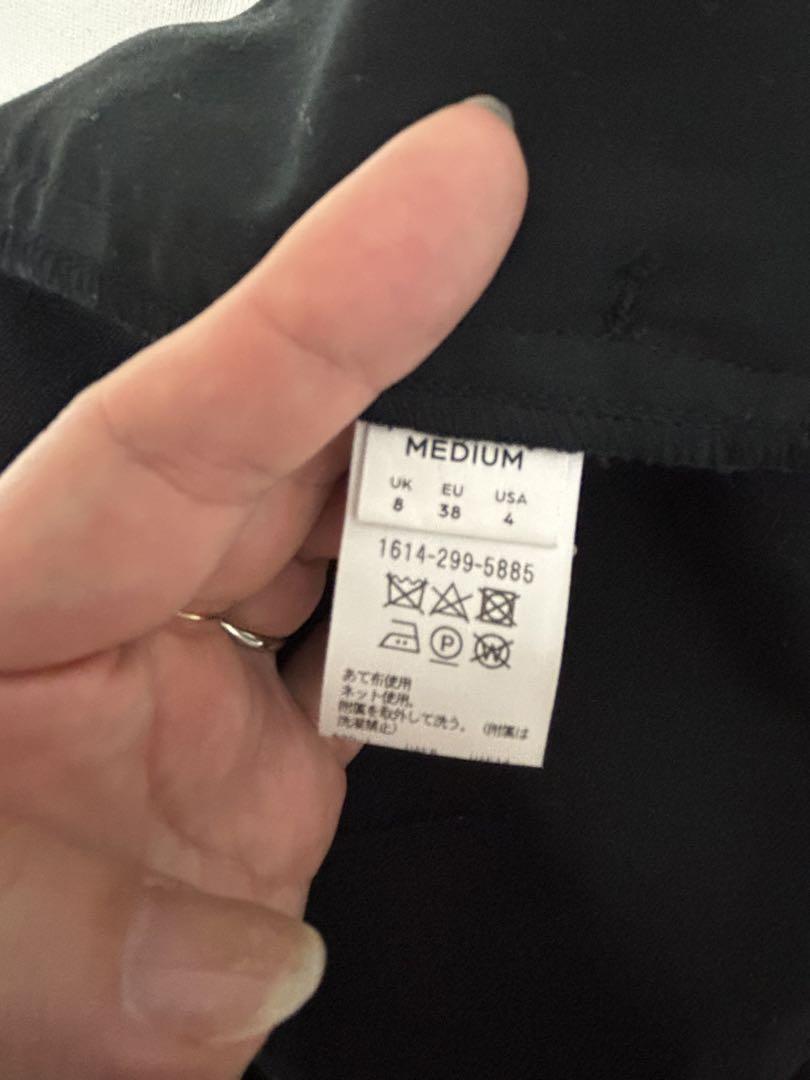 MEDIUM
UK EU USA
8 38 4
1614-299-5885
P W
あて布使用
ネット使用。
附属を取外して洗う。(附属は
洗濯禁止)